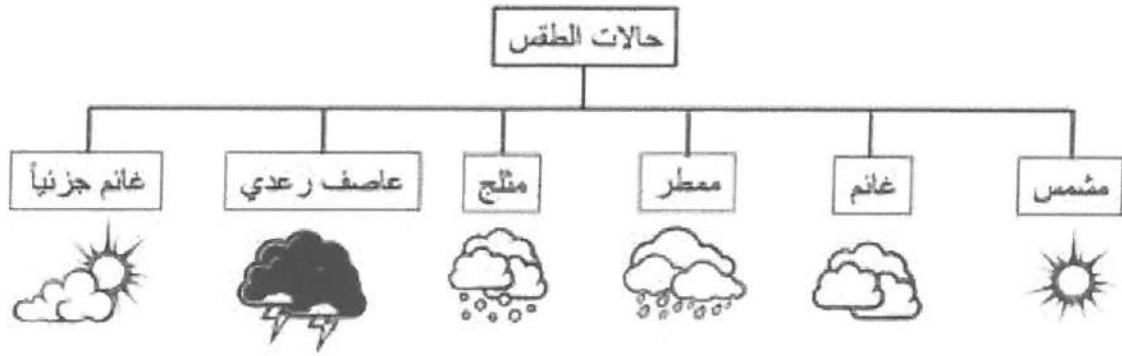 حالات الطقس
مشمس
غائم
ممطر
مثلج
عاصف رعدي
غائم جزئياً